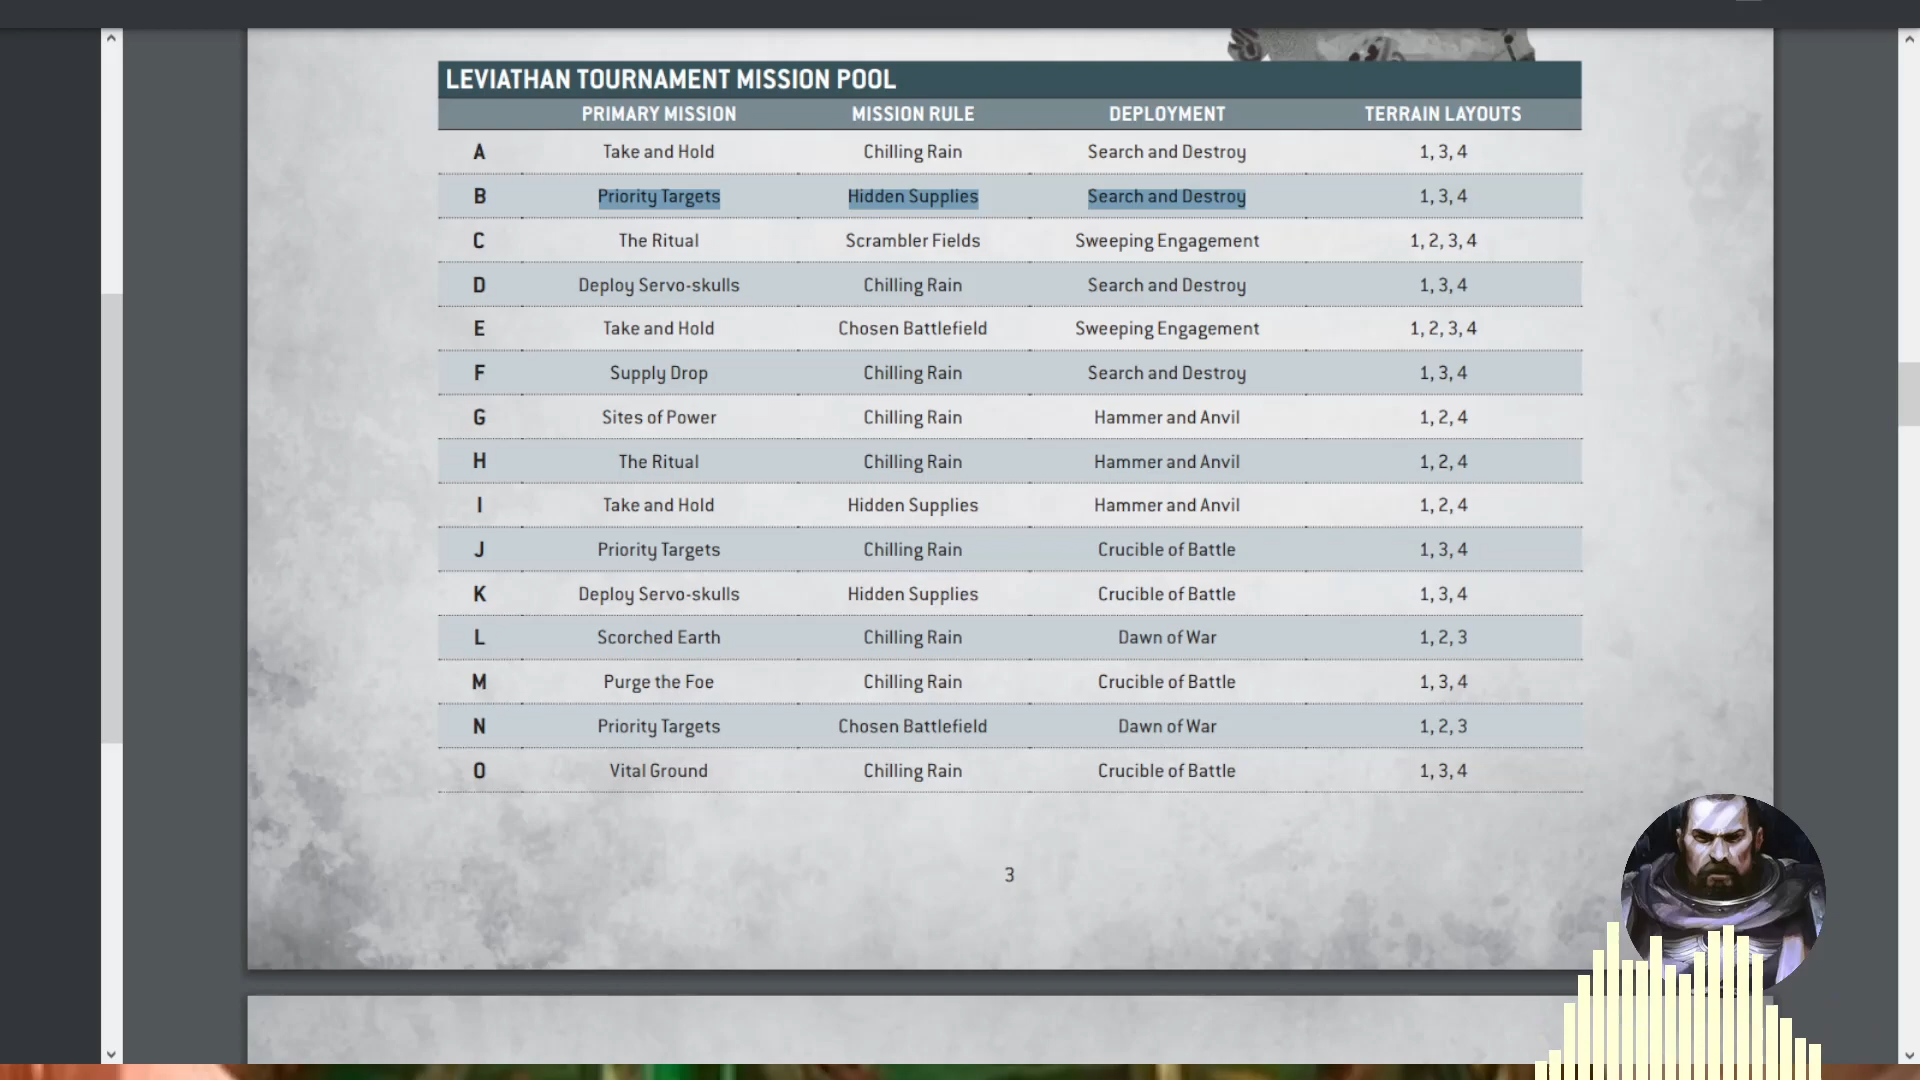 LEVIATHAN TOURNAMENT MISSION POOL
PRIMARY MISSION MISSION RULE DEPLOYMENT TERRAIN LAYOUTS
A Take and Hold Chilling Rain Search and Destroy 1, 3, 4
B Priority Targets Hidden Supplies Search and Destroy 1, 3, 4
C The Ritual Scrambler Fields Sweeping Engagement 1, 2, 3, 4
D Deploy Servo-skulls Chilling Rain Search and Destroy 1, 3, 4
E Take and Hold Chosen Battlefield Sweeping Engagement 1, 2, 3, 4
F Supply Drop Chilling Rain Search and Destroy 1, 3, 4
G Sites of Power Chilling Rain Hammer and Anvil 1, 2, 4
H The Ritual Chilling Rain Hammer and Anvil 1, 2, 4
I Take and Hold Hidden Supplies Hammer and Anvil 1, 2, 4
J Priority Targets Chilling Rain Crucible of Battle 1, 3, 4
K Deploy Servo-skulls Hidden Supplies Crucible of Battle 1, 3, 4
L Scorched Earth Chilling Rain Dawn of War 1, 2, 3
M Purge the Foe Chilling Rain Crucible of Battle 1, 3, 4
N Priority Targets Chosen Battlefield Dawn of War 1, 2, 3
O Vital Ground Chilling Rain Crucible of Battle 1, 3, 4
3